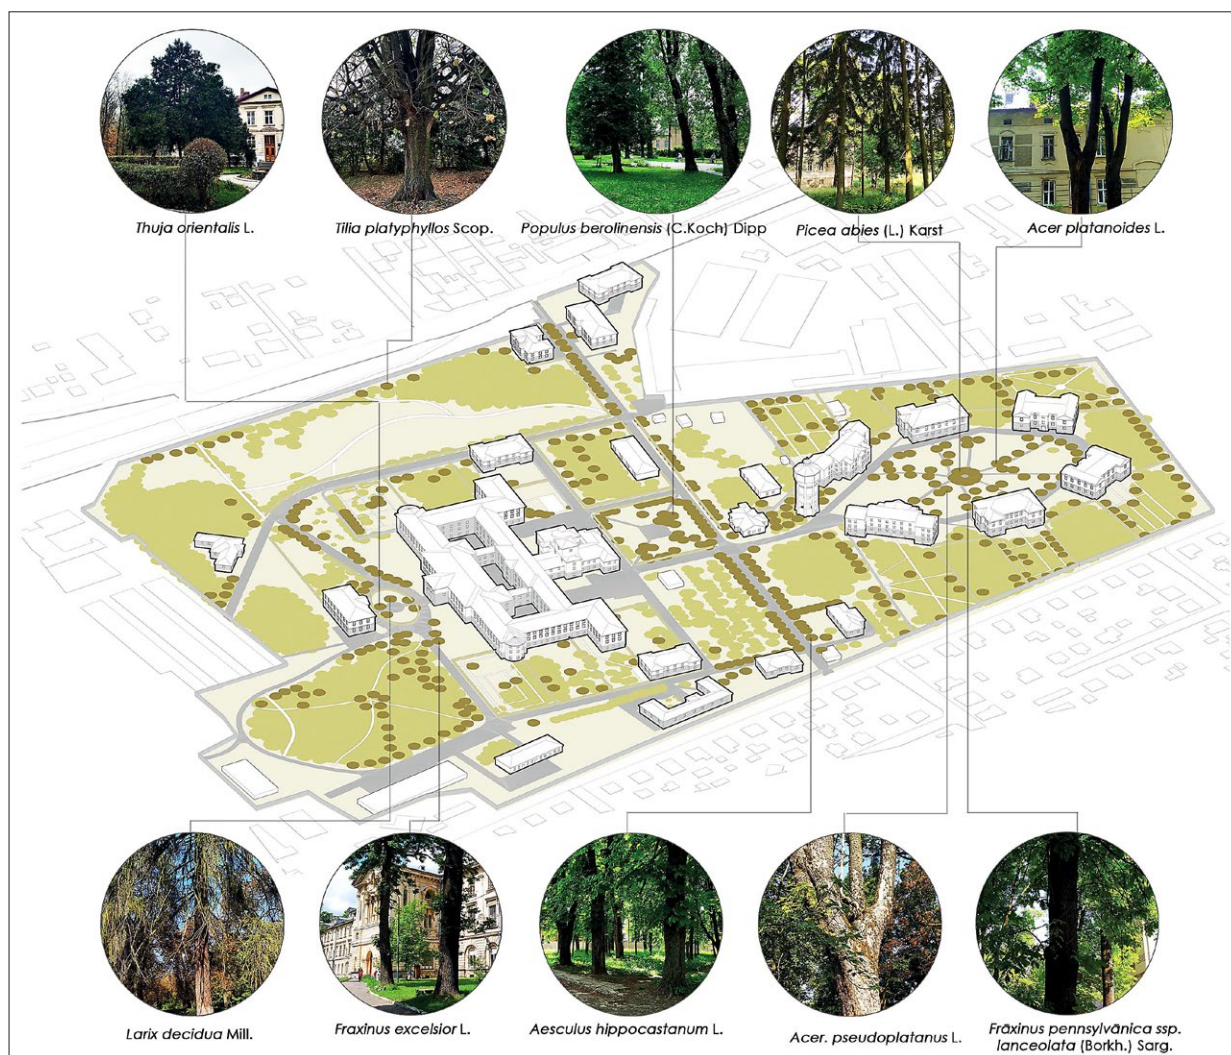 Thuja orientalis L.
Tilia platyphyllos Scop.
Populus berolinensis (C.Koch) Dipp
Picea abies (L.) Karst
Acer platanoides L.
Larix decidua Mill.
Fraxinus excelsior L.
Aesculus hippocastanum L.
Acer. pseudoplatanus L.
Frāxinus pennsylvānica ssp.
lanceolata (Borkh.) Sarg.